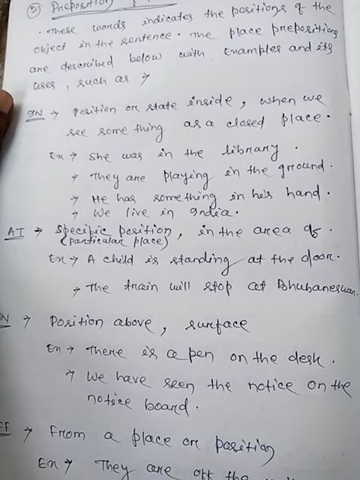 ② Preposition
• These words indicates the positions of the
object in the sentence. The place prepositions
are described below with examples and its
uses, such as →
IN → Position or state inside, when we
see something as a closed place.
Ex → She was in the library.
→ They are playing in the ground.
→ He has something in his hand.
→ We live in India.
AT → Specific position, in the area of.
(particular place)
Ex → A child is standing at the door.
→ The train will stop at Bhubaneswar.
N → Position above, surface
Ex → There is a pen on the desk.
→ We have seen the notice on the
notice board.
FF → From a place or position
Ex → They are off the